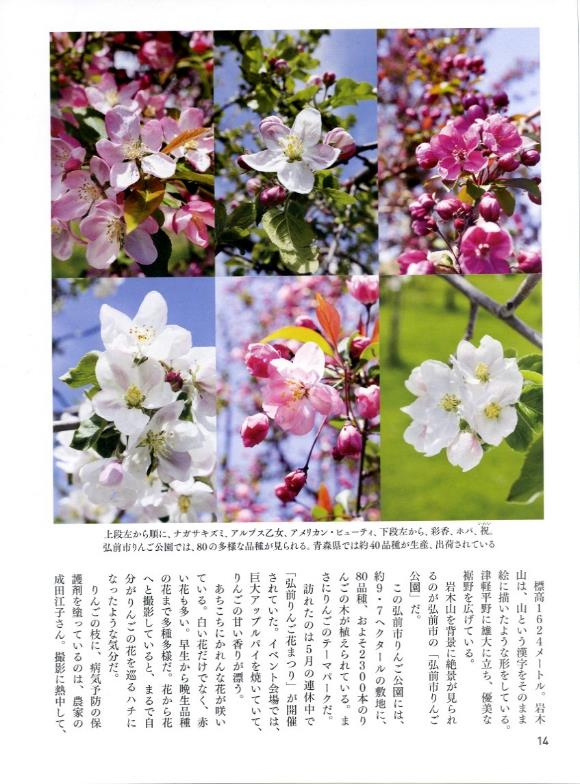 上段左から順に、ナガサキズミ、アルプス乙女、アメリカン・ビューティ、下段左から、彩香、ホパ、祝。
弘前市りんご公園では、80の多様な品種が見られる。青森県では約40品種が生産、出荷されている
標高1624メートル。岩木
山は、山という漢字をそのまま
絵に描いたような形をしている。
津軽平野に雄大に立ち、優美な
裾野を広げている。
岩木山を背景に絶景が見られ
るのが弘前市の「弘前市りんご
公園」だ。
この弘前市りんご公園には、
約9・7ヘクタールの敷地に、
80品種、およそ2300本のり
んごの木が植えられている。ま
さにりんごのテーマパークだ。
訪れたのは5月の連休中で
「弘前りんご花まつり」が開催
されていた。イベント会場では、
巨大アップルパイを焼いていて、
りんごの甘い香りが漂う。
あちこちにかれんな花が咲い
ている。白い花だけでなく、赤
い花も多い。早生から晩生品種
の花まで多種多様だ。花から花
へと撮影していると、まるで自
分がりんごの花を巡るハチに
なったような気分だ。
りんごの枝に、病気予防の保
護剤を塗っているのは、農家の
成田江子さん。撮影に熱中して、
14